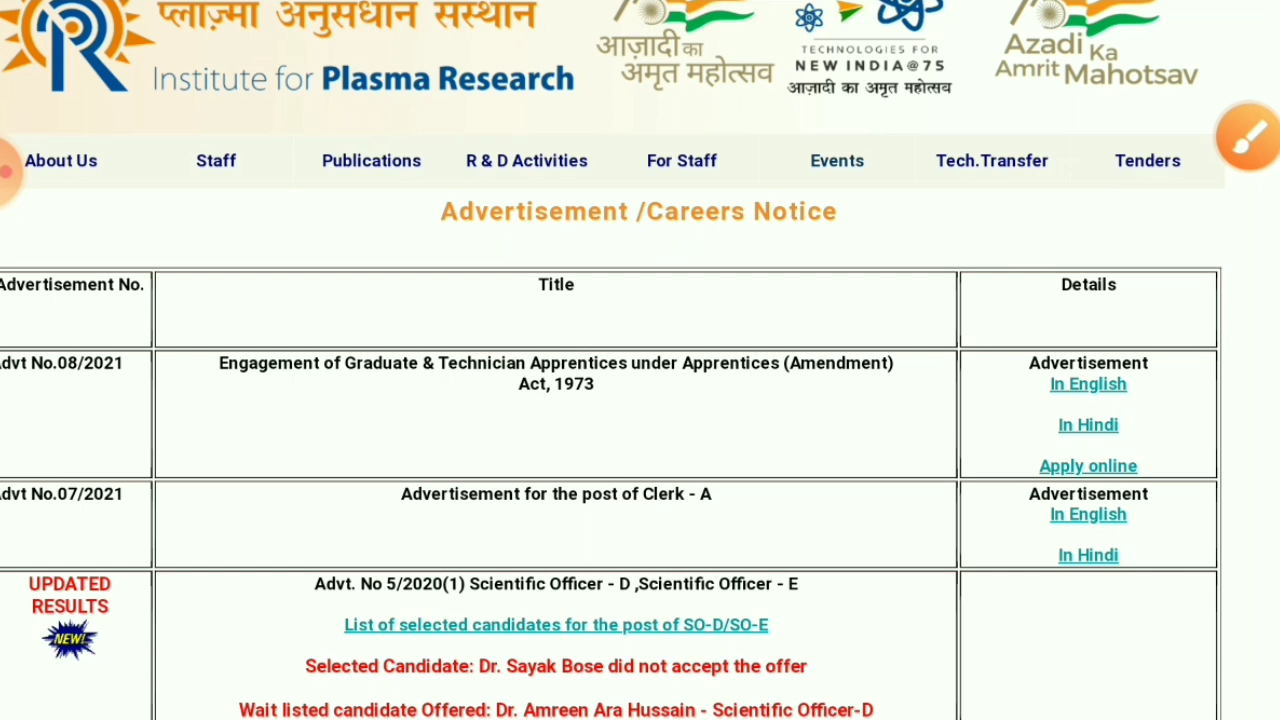 प्लाज़्मा अनुसंधान संस्थान
Institute for Plasma Research
आज़ादी का
अमृत महोत्सव
TECHNOLOGIES FOR
NEW INDIA@75
आज़ादी का अमृत महोत्सव
Azadi Ka
Amrit Mahotsav
About Us Staff Publications R & D Activities For Staff Events Tech.Transfer Tenders
Advertisement /Careers Notice
Advertisement No. Title Details
Advt No.08/2021 Engagement of Graduate & Technician Apprentices under Apprentices (Amendment) Advertisement
Act, 1973 In English
In Hindi
Apply online
Advt No.07/2021 Advertisement for the post of Clerk - A Advertisement
In English
In Hindi
UPDATED Advt. No 5/2020(1) Scientific Officer - D ,Scientific Officer - E
RESULTS
NEW! List of selected candidates for the post of SO-D/SO-E
Selected Candidate: Dr. Sayak Bose did not accept the offer
Wait listed candidate Offered: Dr. Amreen Ara Hussain - Scientific Officer-D